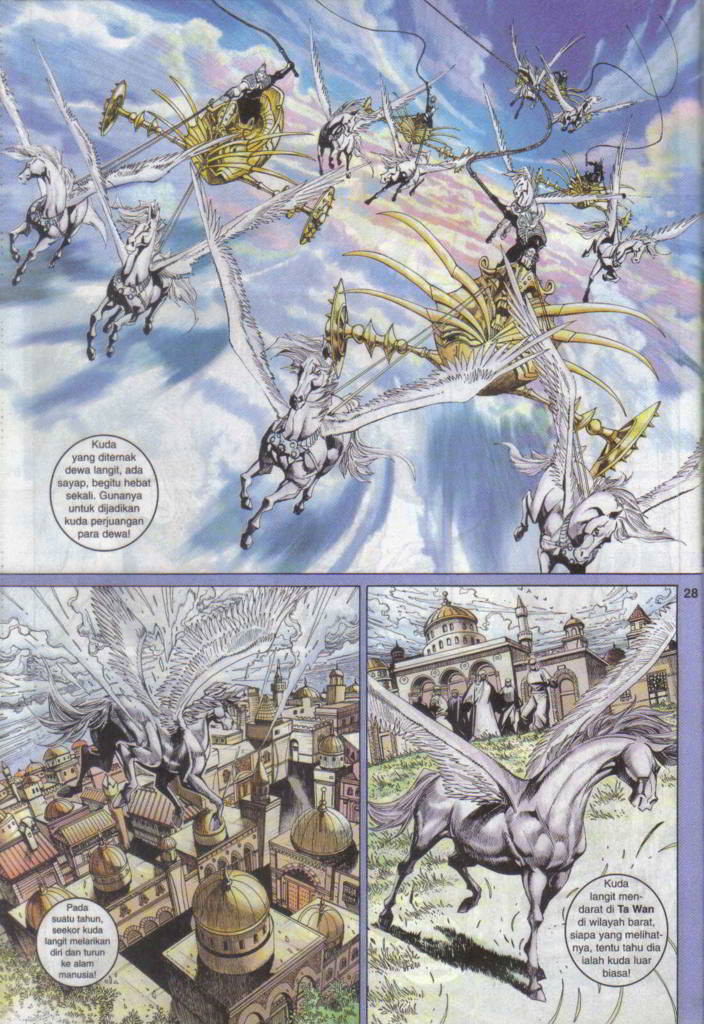 Kuda
yang diternak
dewa langit, ada
sayap, begitu hebat
sekali. Gunanya
untuk dijadikan
kuda perjuangan
para dewa!
28
Pada
suatu tahun,
seekor kuda
langit melarikan
diri dan turun
ke alam
manusia!
Kuda
langit men-
darat di Ta Wan
di wilayah barat,
siapa yang melihat-
nya, tentu tahu dia
ialah kuda luar
biasa!